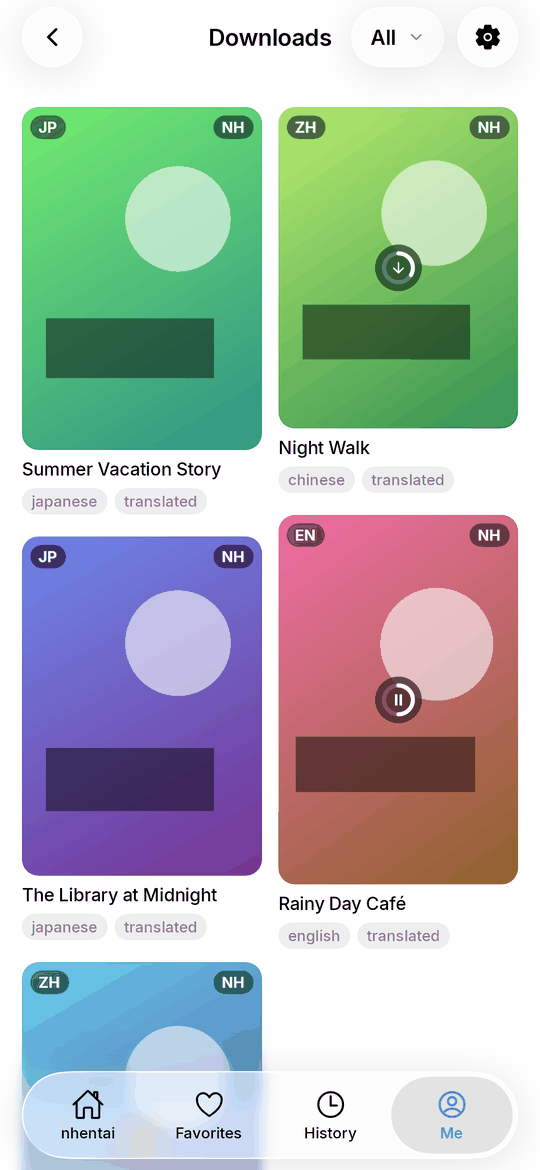 Downloads
All
JP
NH
ZH
NH
Summer Vacation Story
japanese
translated
Night Walk
chinese
translated
JP
NH
EN
NH
The Library at Midnight
japanese
translated
Rainy Day Café
english
translated
ZH
NH
nhentai
Favorites
History
Me